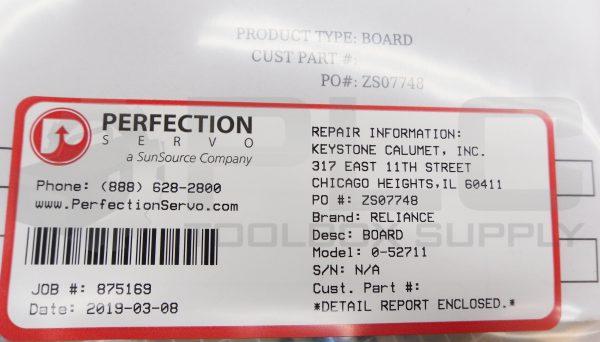 PRODUCT TYPE: BOARD
CUST PART #:
PO#: ZS07748
PERFECTION
SERVO
a SunSource Company
Phone: (888) 628-2800
www.PerfectionServo.com
JOB #: 875169
Date: 2019-03-08
REPAIR INFORMATION:
KEYSTONE CALUMET, INC.
317 EAST 11TH STREET
CHICAGO HEIGHTS,IL 60411
PO #: ZS07748
Brand: RELIANCE
Desc: BOARD
Model: 0-52711
S/N: N/A
Cust. Part #:
*DETAIL REPORT ENCLOSED.*
PLC
TOOLBOX SUPPLY